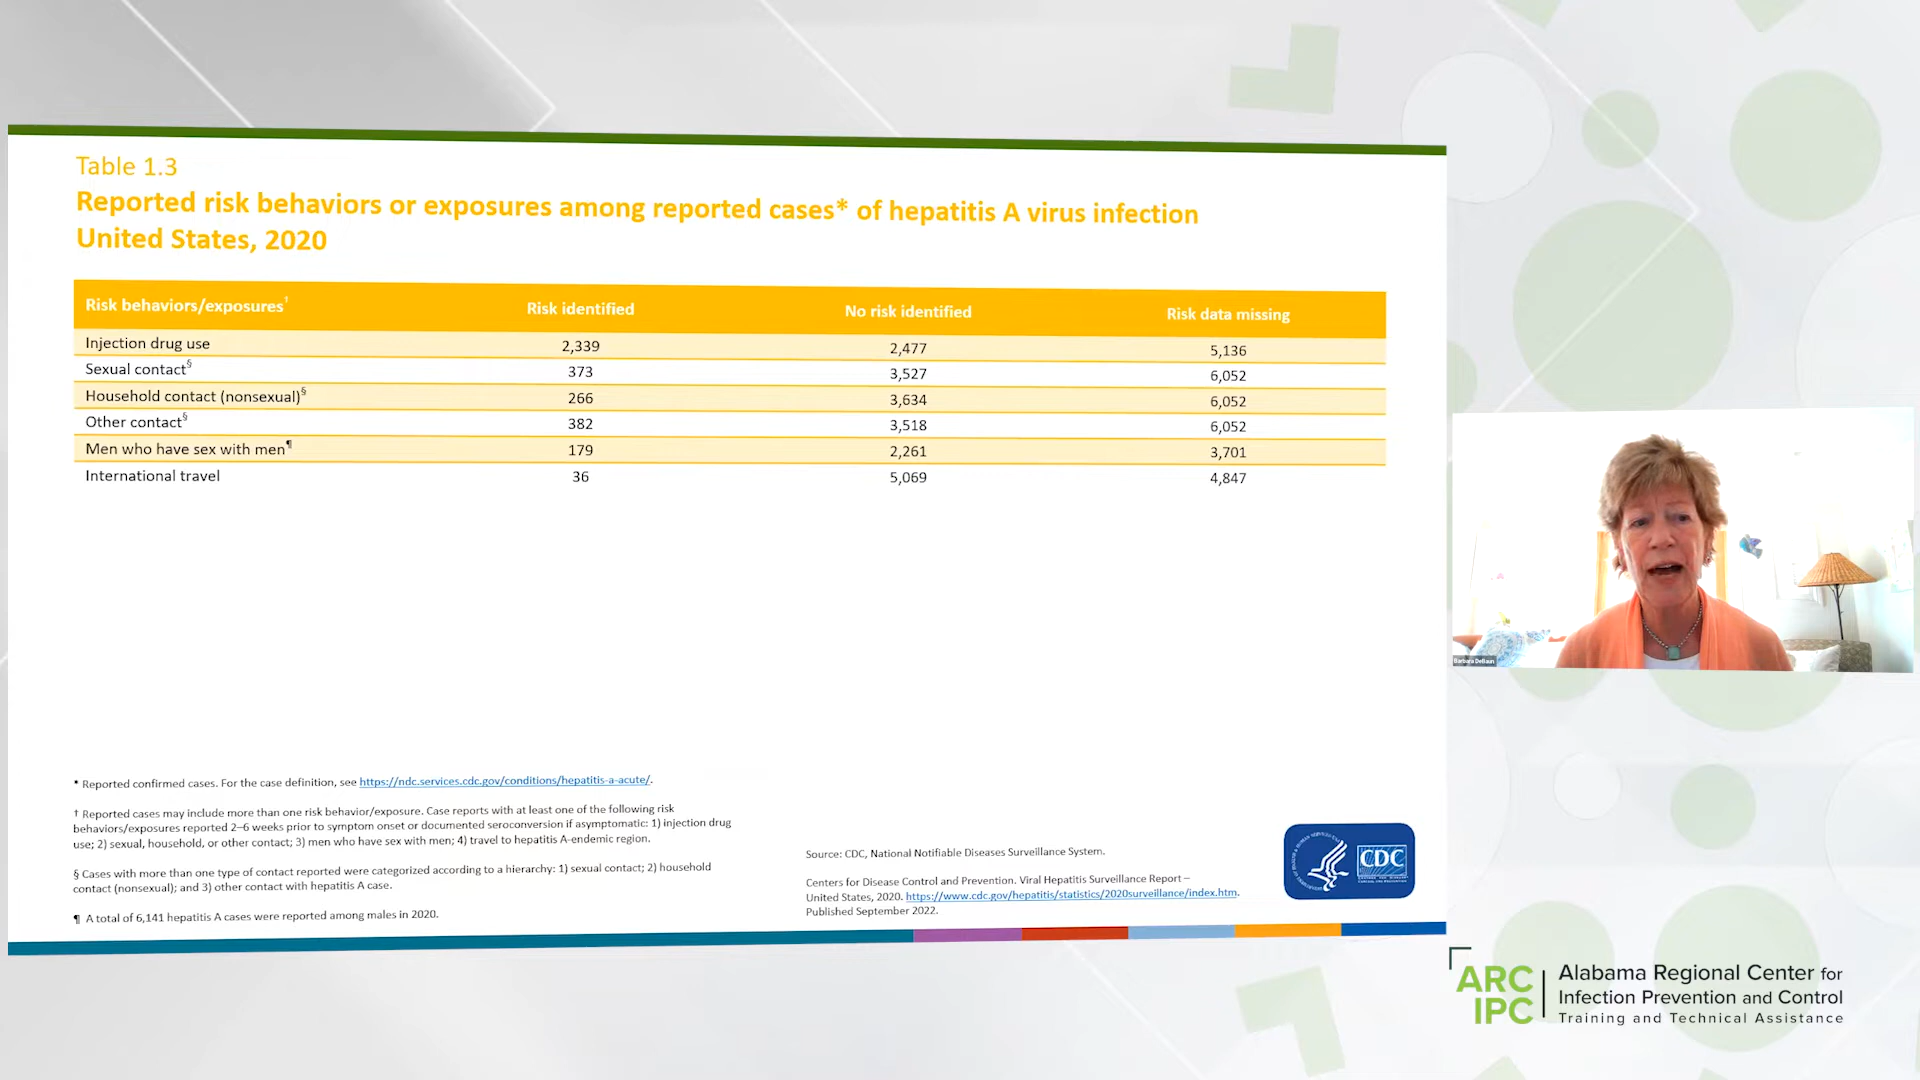 Table 1.3
Reported risk behaviors or exposures among reported cases* of hepatitis A virus infection
United States, 2020
Risk behaviors/exposures† Risk identified No risk identified Risk data missing
Injection drug use 2,339 2,477 5,136
Sexual contact§ 373 3,527 6,052
Household contact (nonsexual)§ 266 3,634 6,052
Other contact§ 382 3,518 6,052
Men who have sex with men¶ 179 2,261 3,701
International travel 36 5,069 4,847
* Reported confirmed cases. For the case definition, see https://ndc.services.cdc.gov/conditions/hepatitis-a-acute/.
† Reported cases may include more than one risk behavior/exposure. Case reports with at least one of the following risk
behaviors/exposures reported 2–6 weeks prior to symptom onset or documented seroconversion if asymptomatic: 1) injection drug
use; 2) sexual, household, or other contact; 3) men who have sex with men; 4) travel to hepatitis A-endemic region.
§ Cases with more than one type of contact reported were categorized according to a hierarchy: 1) sexual contact; 2) household
contact (nonsexual); and 3) other contact with hepatitis A case.
¶ A total of 6,141 hepatitis A cases were reported among males in 2020.
Source: CDC, National Notifiable Diseases Surveillance System.
Centers for Disease Control and Prevention. Viral Hepatitis Surveillance Report –
United States, 2020. https://www.cdc.gov/hepatitis/statistics/2020surveillance/index.htm.
Published September 2022.
CDC
Barbara DeBaun
ARC
IPC
Alabama Regional Center for
Infection Prevention and Control
Training and Technical Assistance